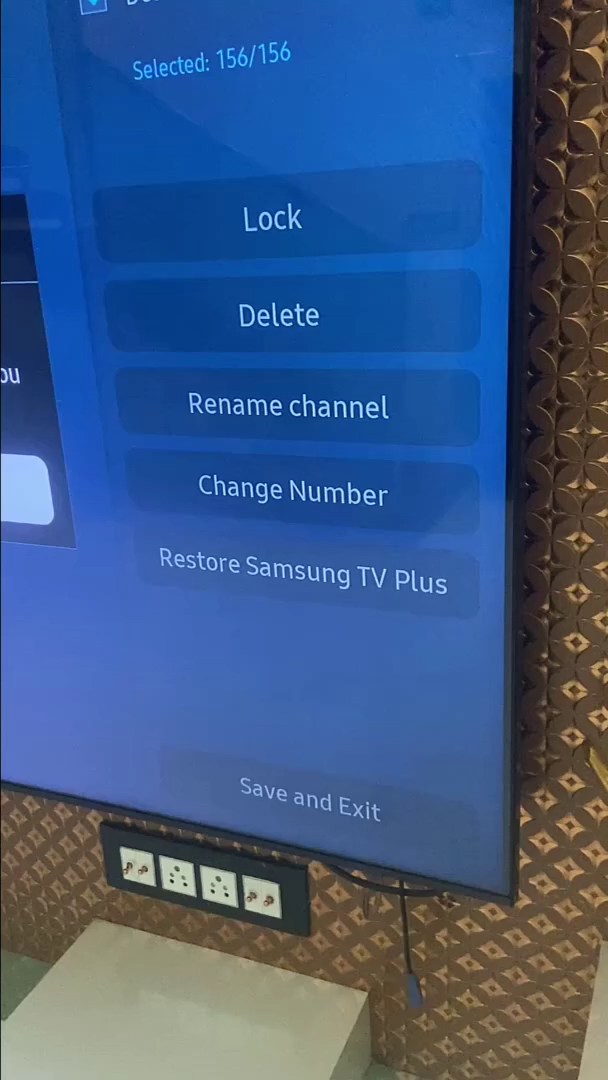 Selected: 156/156
Lock
Delete
Rename channel
Change Number
Restore Samsung TV Plus
Save and Exit